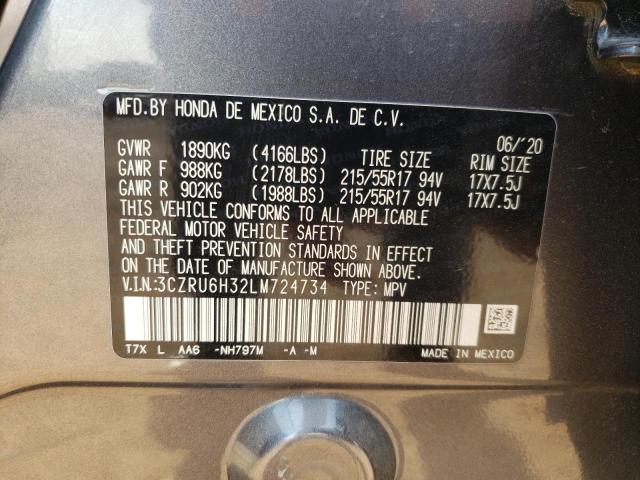 MFD.BY HONDA DE MEXICO S.A. DE C.V.
06/'20
GVWR 1890KG (4166LBS) TIRE SIZE RIM SIZE
GAWR F 988KG (2178LBS) 215/55R17 94V 17X7.5J
GAWR R 902KG (1988LBS) 215/55R17 94V 17X7.5J
THIS VEHICLE CONFORMS TO ALL APPLICABLE
FEDERAL MOTOR VEHICLE SAFETY
AND THEFT PREVENTION STANDARDS IN EFFECT
ON THE DATE OF MANUFACTURE SHOWN ABOVE.
V.I.N:3CZRU6H32LM724734 TYPE: MPV
T7X L AA6 -NH797M -A -M MADE IN MEXICO